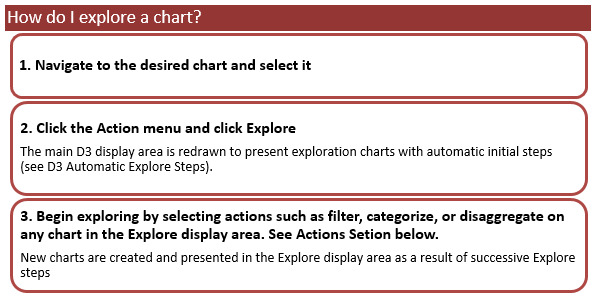 How do I explore a chart?
1. Navigate to the desired chart and select it
2. Click the Action menu and click Explore
The main D3 display area is redrawn to present exploration charts with automatic initial steps
(see D3 Automatic Explore Steps).
3. Begin exploring by selecting actions such as filter, categorize, or disaggregate on
any chart in the Explore display area. See Actions Setion below.
New charts are created and presented in the Explore display area as a result of successive Explore
steps